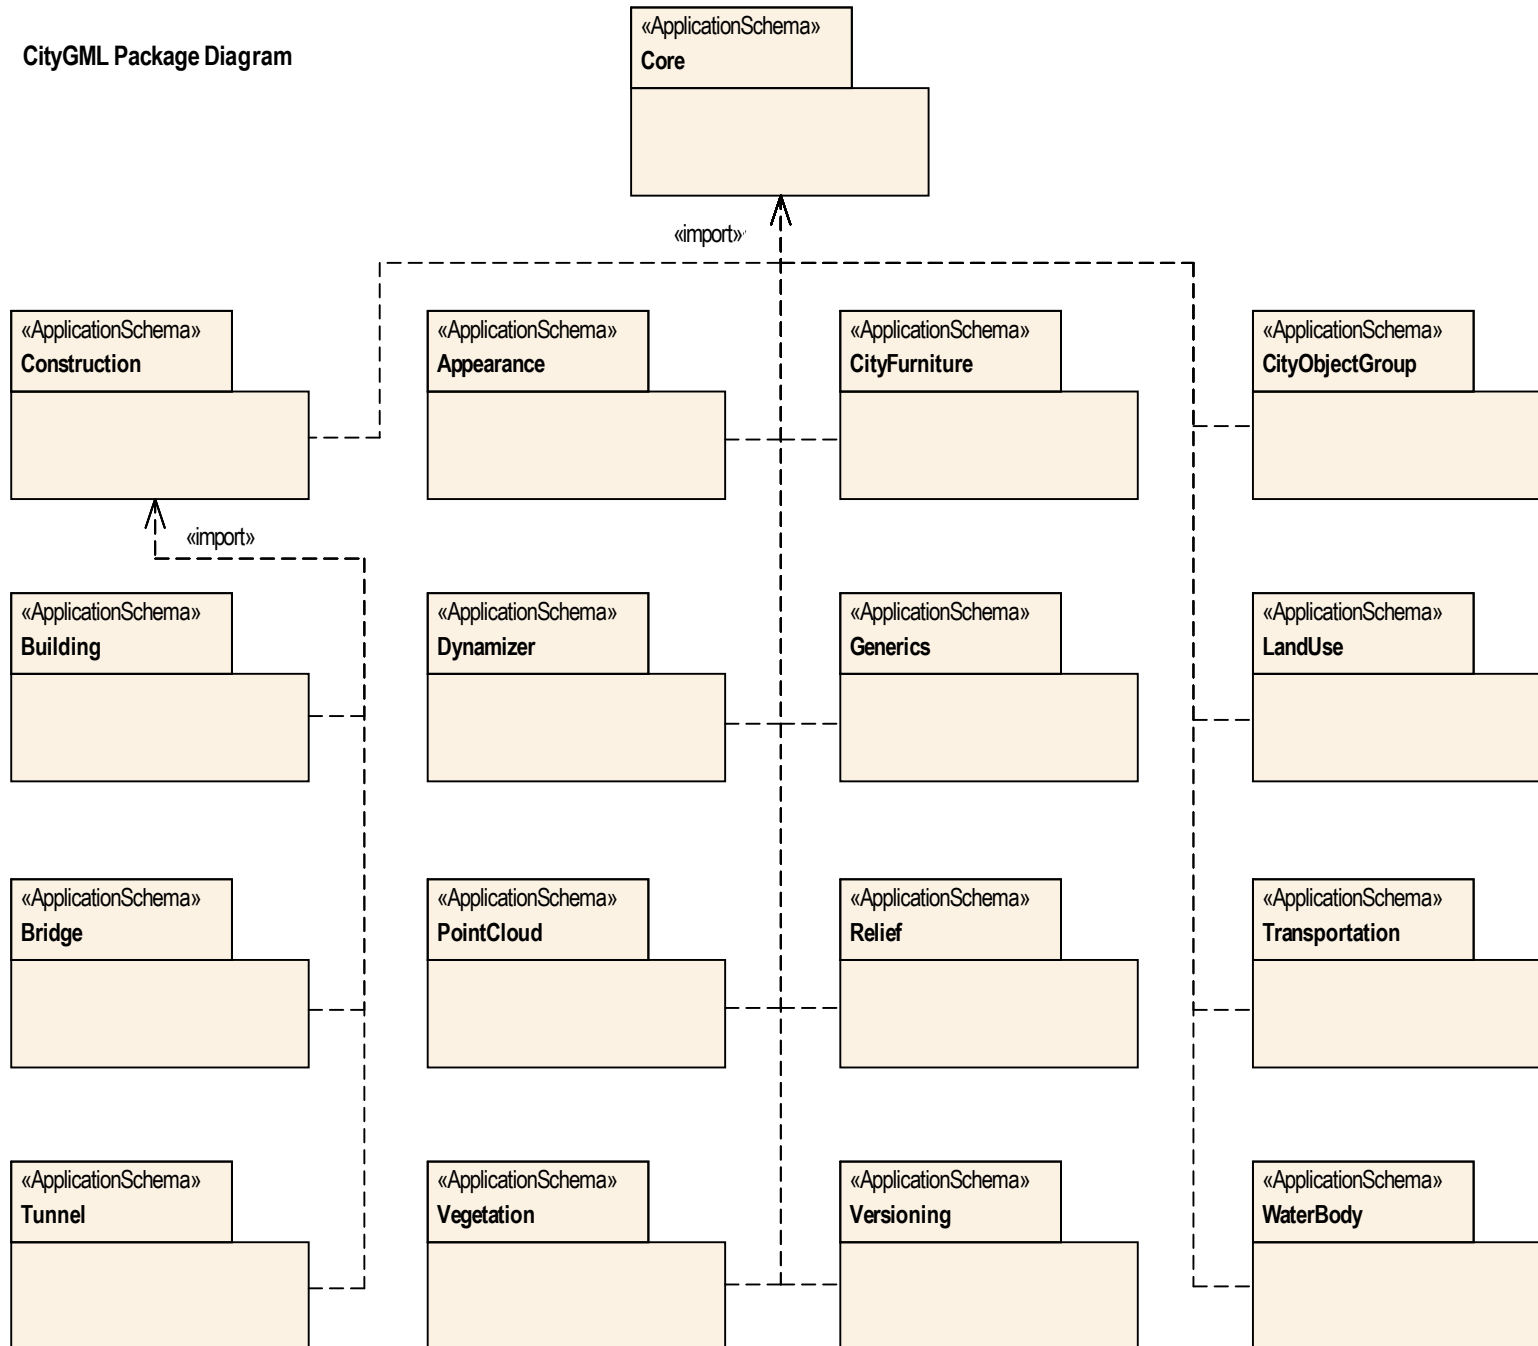 CityGML Package Diagram
«ApplicationSchema»
Core
«import»
«ApplicationSchema»
Construction
«ApplicationSchema»
Appearance
«ApplicationSchema»
CityFurniture
«ApplicationSchema»
CityObjectGroup
«import»
«ApplicationSchema»
Building
«ApplicationSchema»
Dynamizer
«ApplicationSchema»
Generics
«ApplicationSchema»
LandUse
«ApplicationSchema»
Bridge
«ApplicationSchema»
PointCloud
«ApplicationSchema»
Relief
«ApplicationSchema»
Transportation
«ApplicationSchema»
Tunnel
«ApplicationSchema»
Vegetation
«ApplicationSchema»
Versioning
«ApplicationSchema»
WaterBody